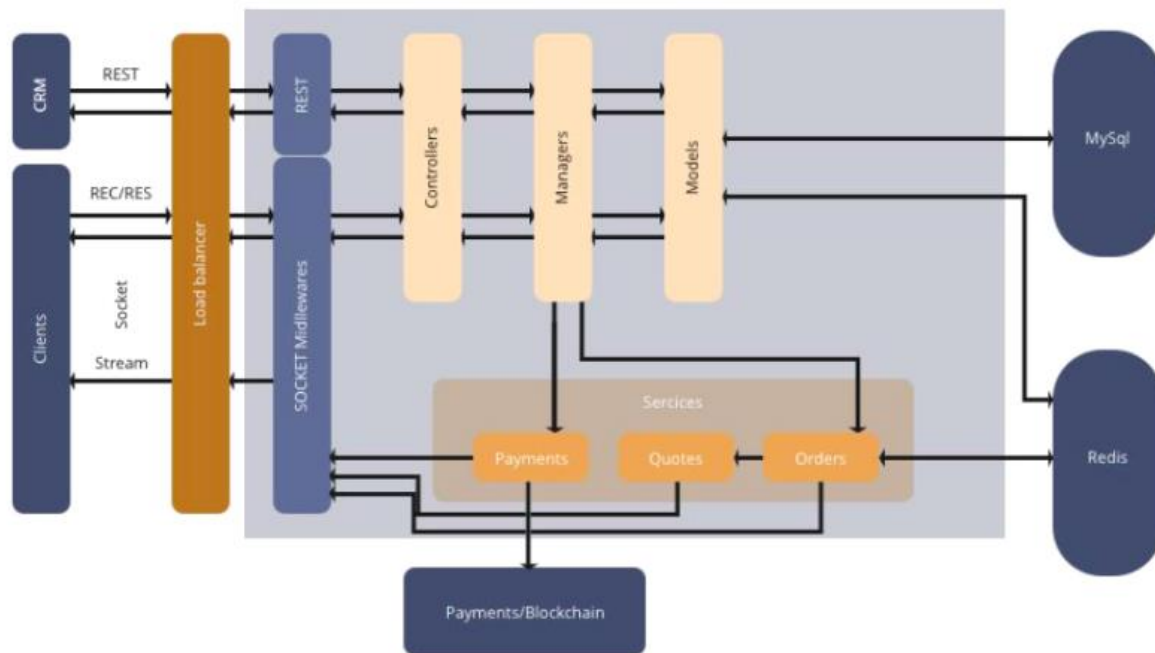 CRM
REST
REST
Clients
REC/RES
Socket
Stream
Load balancer
SOCKET Midllewares
Controllers
Managers
Models
MySql
Redis
Sercices
Payments
Quotes
Orders
Payments/Blockchain